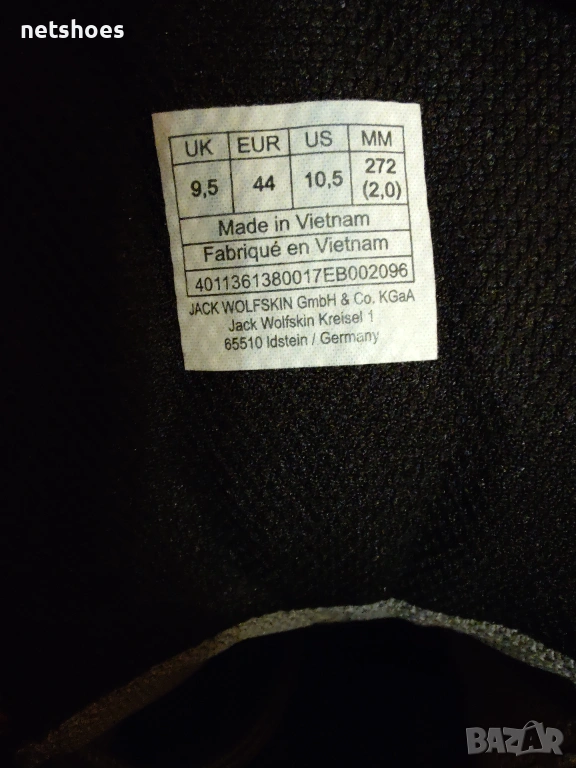 netshoes
UK EUR US MM
9,5 44 10,5 272 (2,0)
Made in Vietnam
Fabriqué en Vietnam
4011361380017EB002096
JACK WOLFSKIN GmbH & Co. KGaA
Jack Wolfskin Kreisel 1
65510 Idstein / Germany
BAZAR